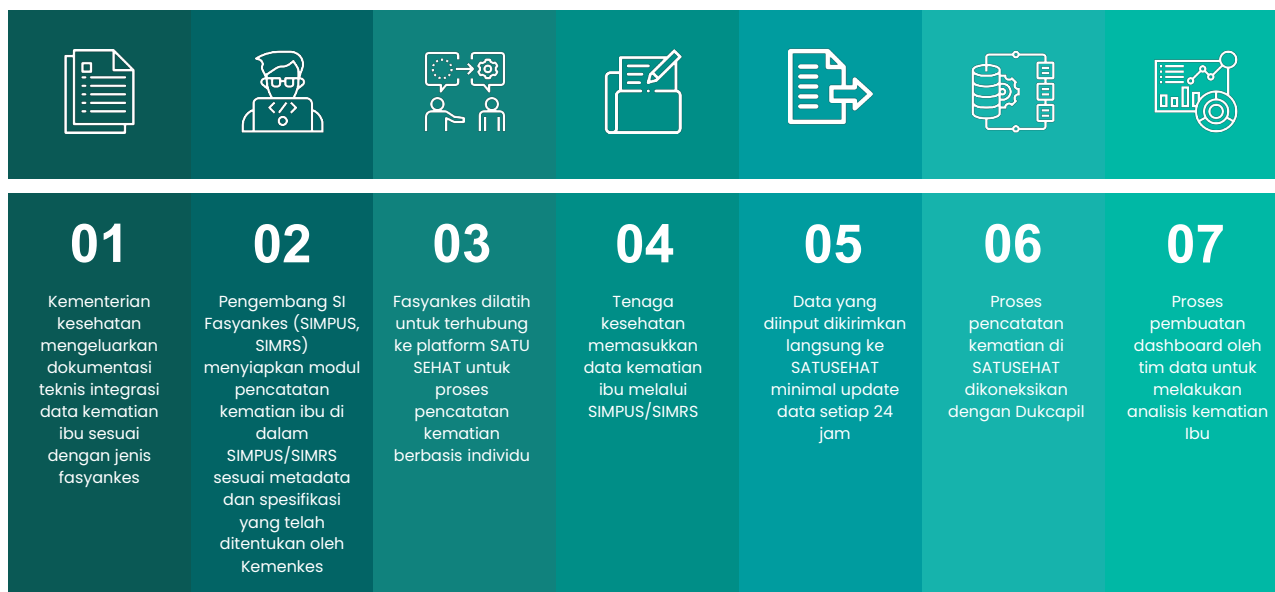 01
Kementerian
kesehatan
mengeluarkan
dokumentasi
teknis integrasi
data kematian
ibu sesuai
dengan jenis
fasyankes
02
Pengembang SI
Fasyankes (SIMPUS,
SIMRS)
menyiapkan modul
pencatatan
kematian ibu di
dalam
SIMPUS/SIMRS
sesuai metadata
dan spesifikasi
yang telah
ditentukan oleh
Kemenkes
03
Fasyankes dilatih
untuk terhubung
ke platform SATU
SEHAT untuk
proses
pencatatan
kematian
berbasis individu
04
Tenaga
kesehatan
memasukkan
data kematian
ibu melalui
SIMPUS/SIMRS
05
Data yang
diinput dikirimkan
langsung ke
SATUSEHAT
minimal update
data setiap 24
jam
06
Proses
pencatatan
kematian di
SATUSEHAT
dikoneksikan
dengan Dukcapil
07
Proses
pembuatan
dashboard oleh
tim data untuk
melakukan
analisis kematian
Ibu